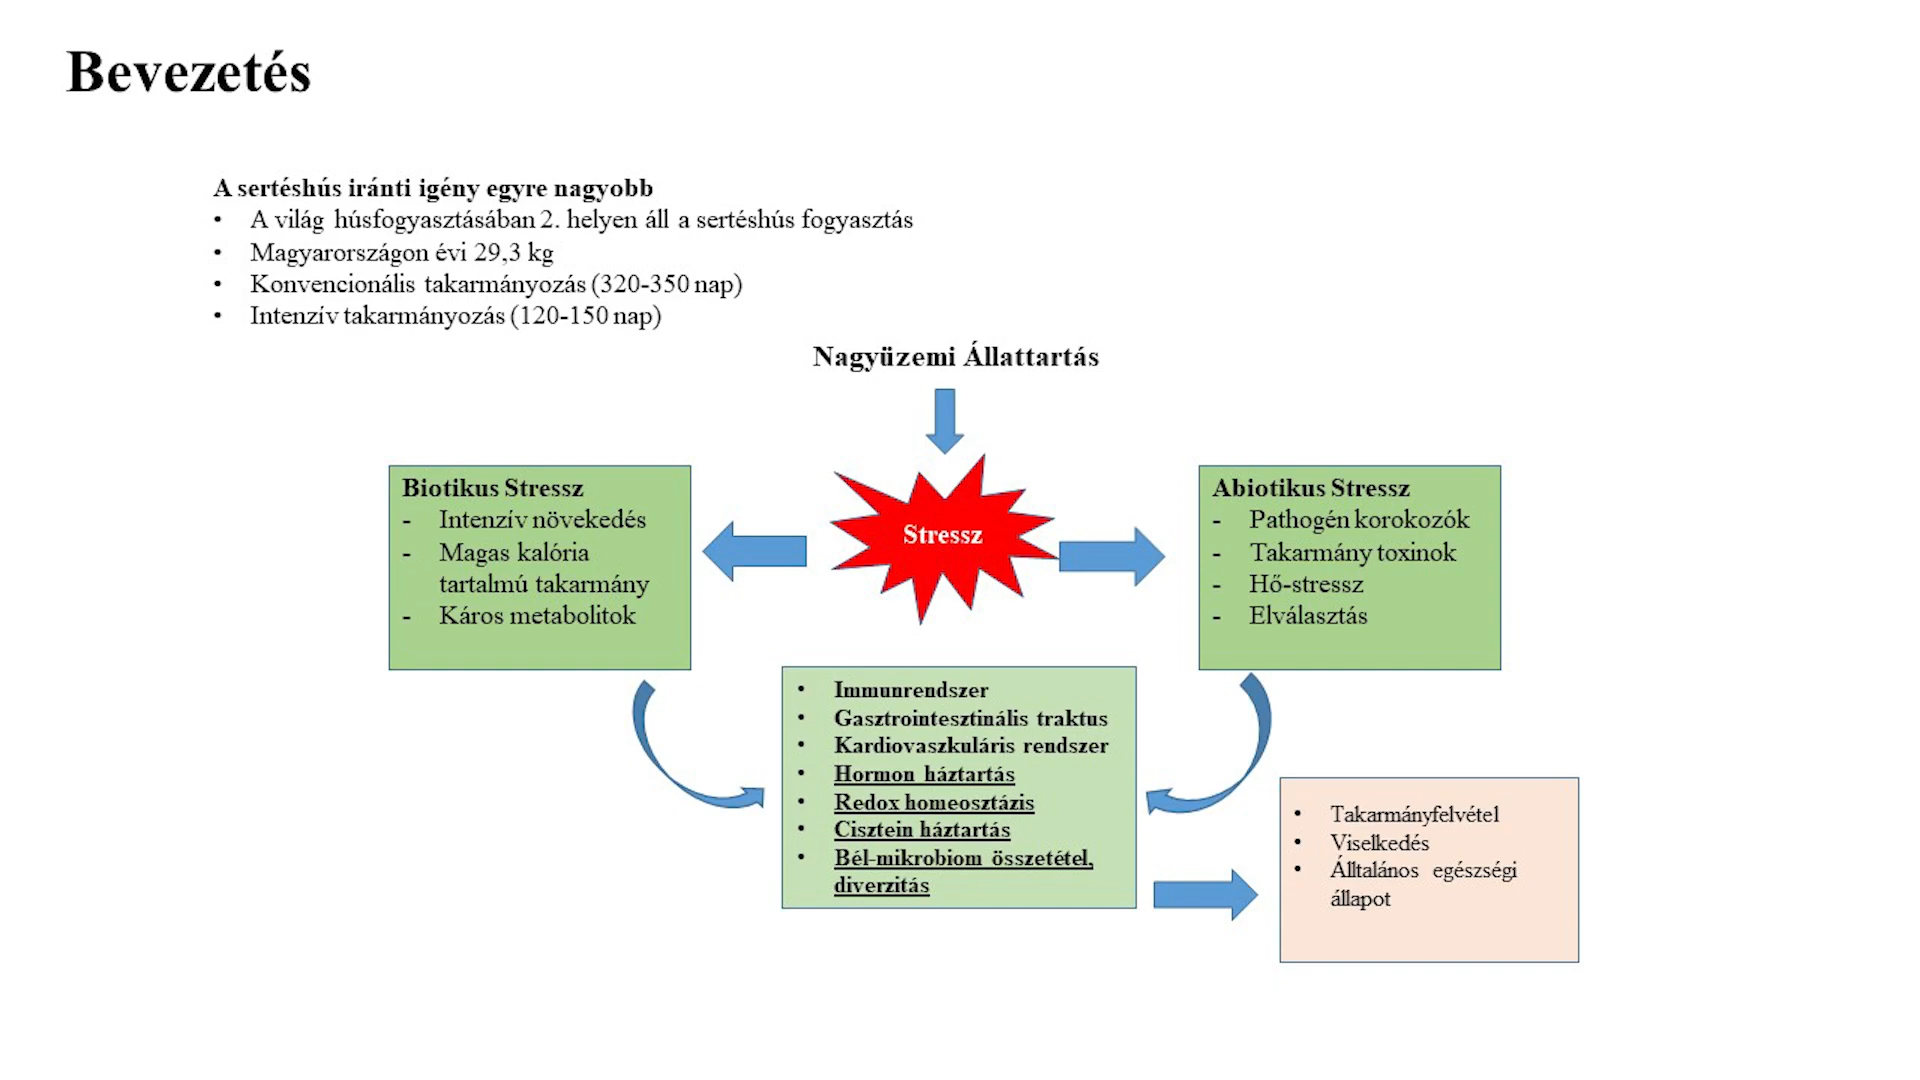 Bevezetés
A sertéshús iránti igény egyre nagyobb
• A világ húsfogyasztásában 2. helyen áll a sertéshús fogyasztás
• Magyarországon évi 29,3 kg
• Konvencionális takarmányozás (320-350 nap)
• Intenzív takarmányozás (120-150 nap)
Nagyüzemi Állattartás
Biotikus Stressz
- Intenzív növekedés
- Magas kalória
tartalmú takarmány
- Káros metabolitok
Stressz
Abiotikus Stressz
- Pathogén korokozók
- Takarmány toxinok
- Hő-stressz
- Elválasztás
• Immunrendszer
• Gasztrointesztinális traktus
• Kardiovaszkuláris rendszer
• Hormon háztartás
• Redox homeosztázis
• Cisztein háztartás
• Bél-mikrobiom összetétel,
diverzitás
• Takarmányfelvétel
• Viselkedés
• Álltalános egészségi
állapot